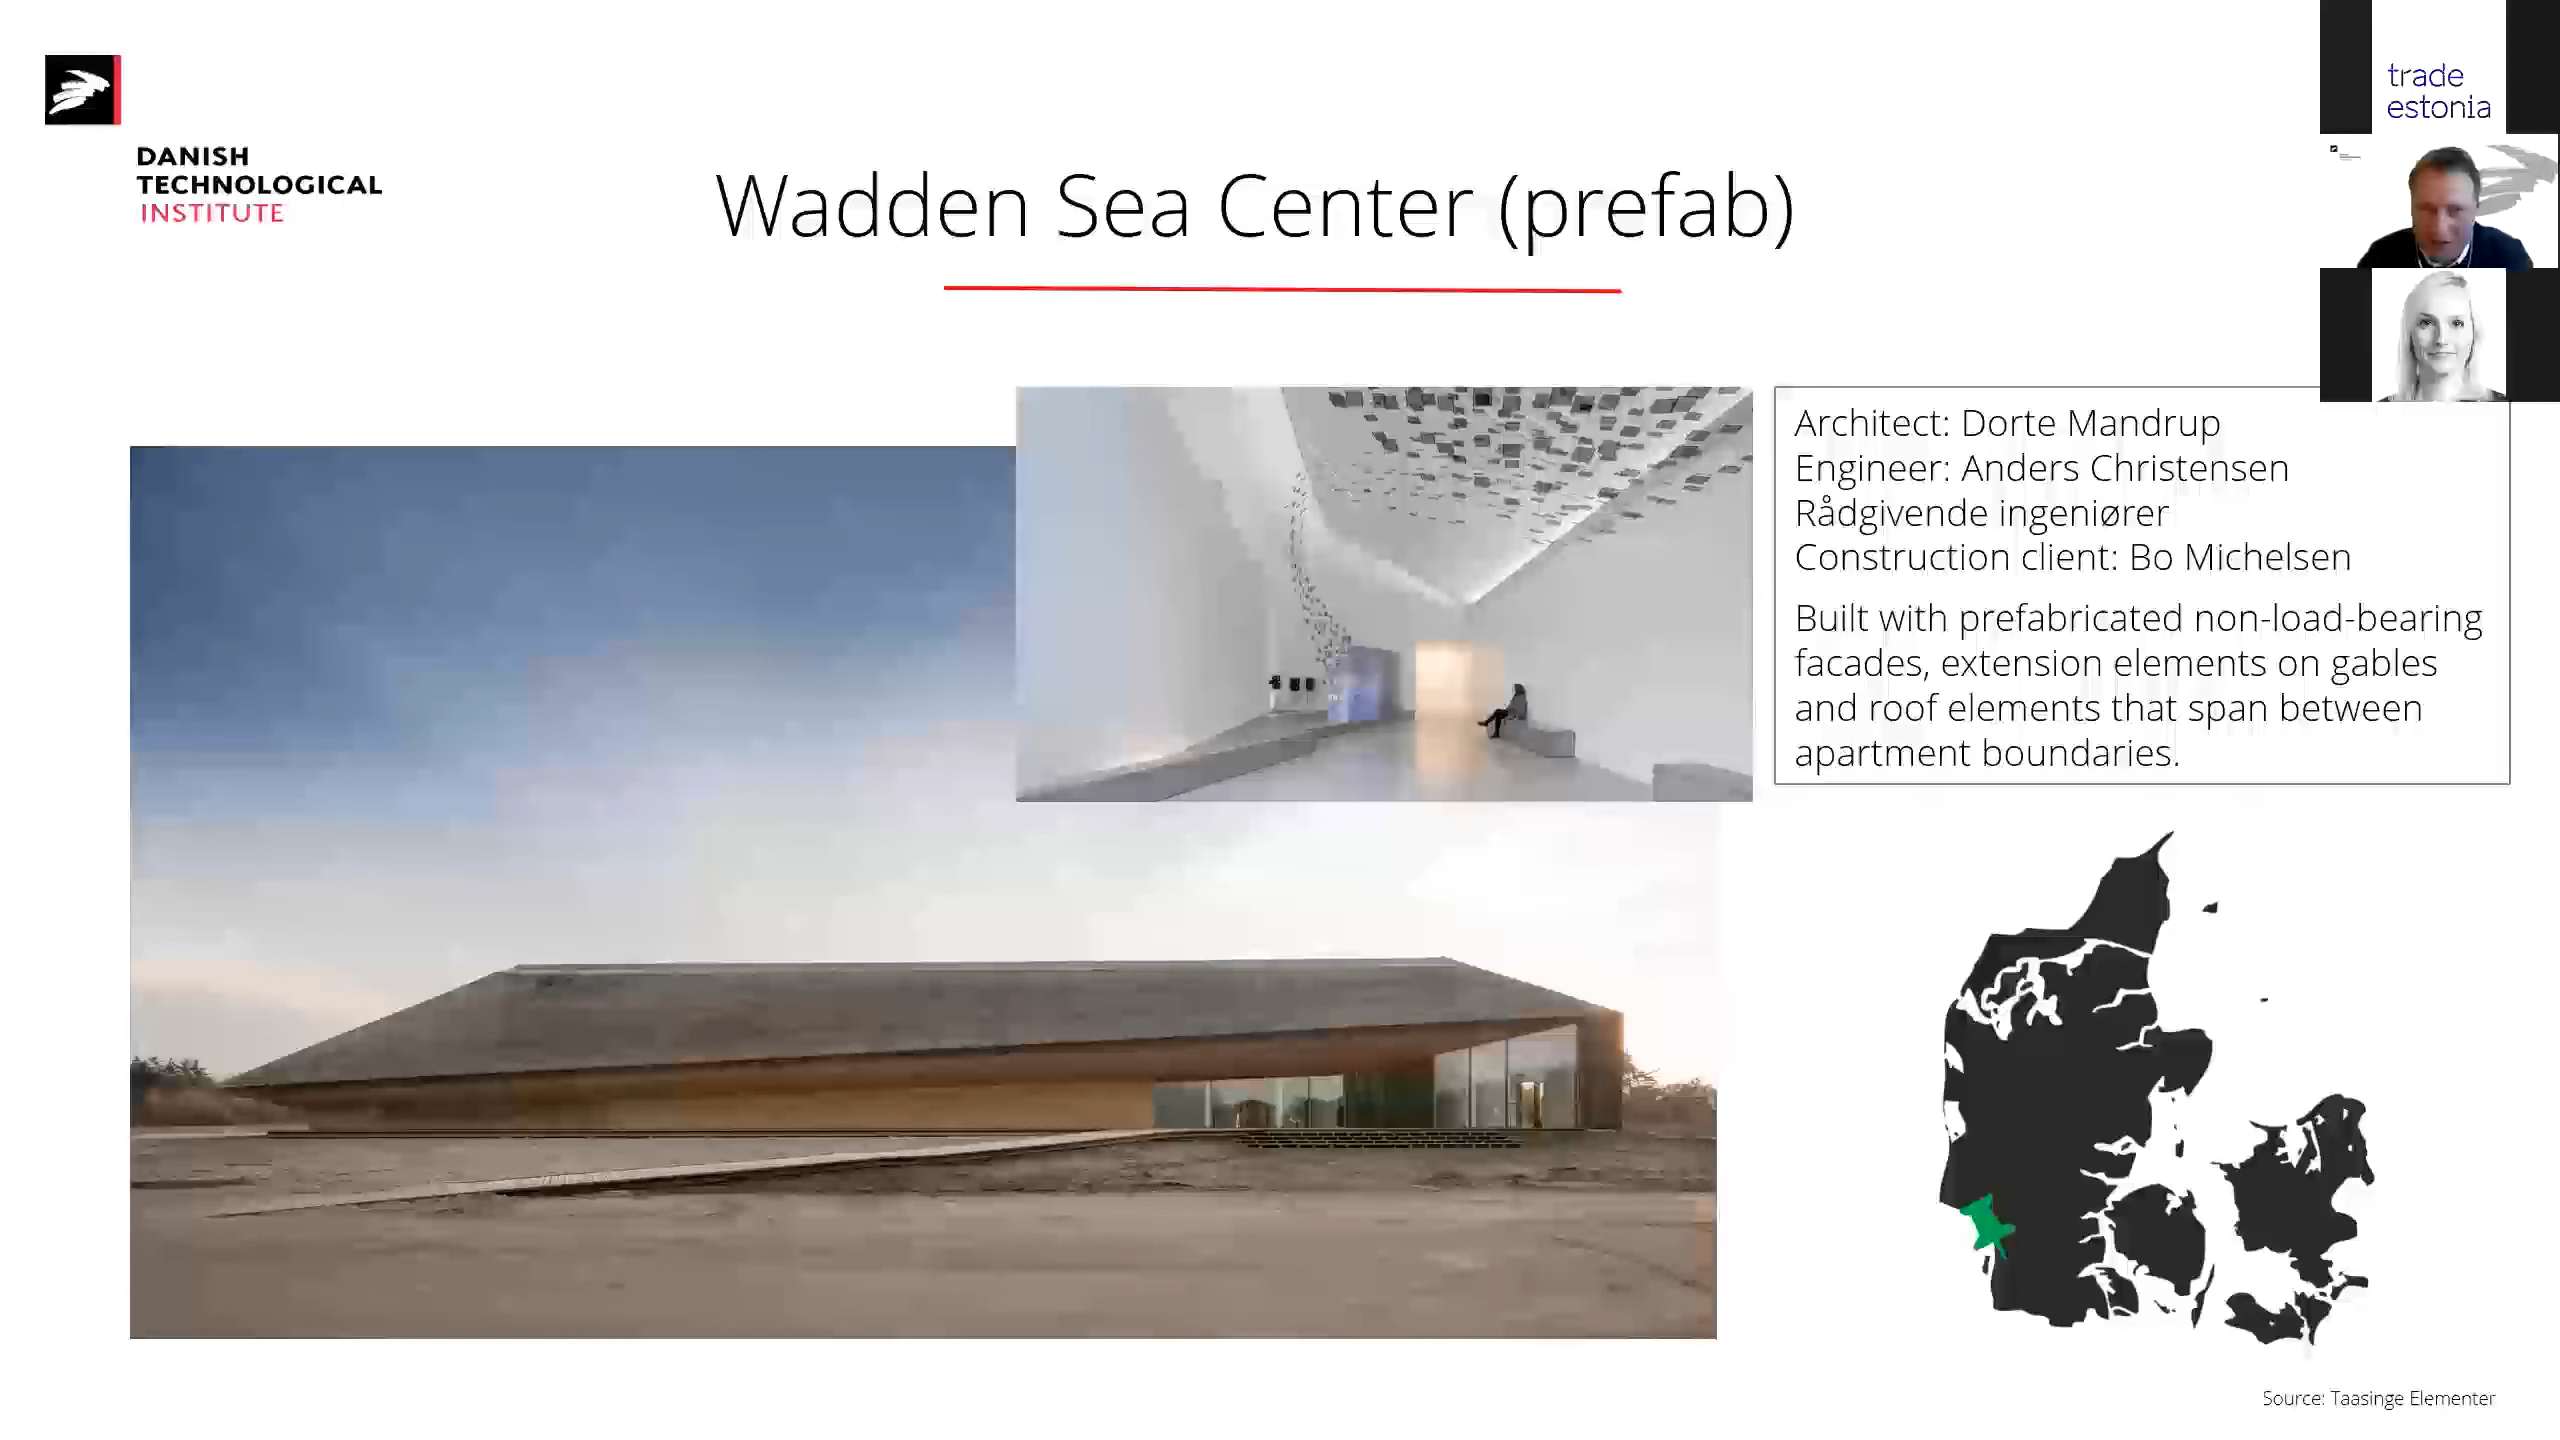 DANISH
TECHNOLOGICAL
INSTITUTE
trade
estonia
Wadden Sea Center (prefab)
Architect: Dorte Mandrup
Engineer: Anders Christensen
Rådgivende ingeniører
Construction client: Bo Michelsen
Built with prefabricated non-load-bearing
facades, extension elements on gables
and roof elements that span between
apartment boundaries.
Source: Taasinge Elementer